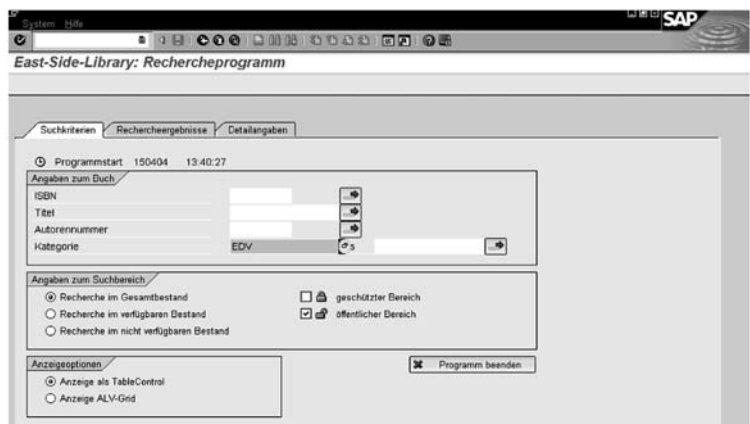 System Hilfe
SAP
East-Side-Library: Rechercheprogramm
Suchkriterien Rechercheergebnisse Detailangaben
Programmstart 150404 13:40:27
Angaben zum Buch
ISBN
Titel
Autorennummer
Kategorie EDV
Angaben zum Suchbereich
Recherche im Gesamtbestand geschützter Bereich
Recherche im verfügbaren Bestand öffentlicher Bereich
Recherche im nicht verfügbaren Bestand
Anzeigeoptionen Programm beenden
Anzeige als TableControl
Anzeige ALV-Grid